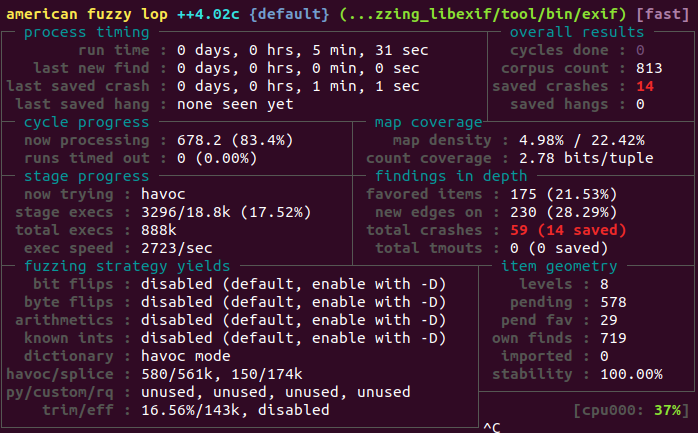 american fuzzy lop ++4.02c {default} (...zzing_libexif/tool/bin/exif) [fast]
process timing overall results
run time : 0 days, 0 hrs, 5 min, 31 sec cycles done : 0
last new find : 0 days, 0 hrs, 0 min, 0 sec corpus count : 813
last saved crash : 0 days, 0 hrs, 1 min, 1 sec saved crashes : 14
last saved hang : none seen yet saved hangs : 0
cycle progress map coverage
now processing : 678.2 (83.4%) map density : 4.98% / 22.42%
runs timed out : 0 (0.00%) count coverage : 2.78 bits/tuple
stage progress findings in depth
now trying : havoc favored items : 175 (21.53%)
stage execs : 3296/18.8k (17.52%) new edges on : 230 (28.29%)
total execs : 888k total crashes : 59 (14 saved)
exec speed : 2723/sec total tmouts : 0 (0 saved)
fuzzing strategy yields item geometry
bit flips : disabled (default, enable with -D) levels : 8
byte flips : disabled (default, enable with -D) pending : 578
arithmetics : disabled (default, enable with -D) pend fav : 29
known ints : disabled (default, enable with -D) own finds : 719
dictionary : havoc mode imported : 0
havoc/splice : 580/561k, 150/174k stability : 100.00%
py/custom/rq : unused, unused, unused, unused
trim/eff : 16.56%/143k, disabled [cpu000: 37%]
^C